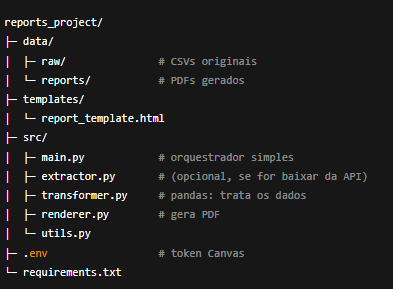 reports_project/
├─ data/
│  ├─ raw/               # CSVs originais
│  └─ reports/           # PDFs gerados
├─ templates/
│  └─ report_template.html
├─ src/
│  ├─ main.py            # orquestrador simples
│  ├─ extractor.py       # (opcional, se for baixar da API)
│  ├─ transformer.py     # pandas: trata os dados
│  ├─ renderer.py        # gera PDF
│  └─ utils.py
├─ .env                  # token Canvas
└─ requirements.txt